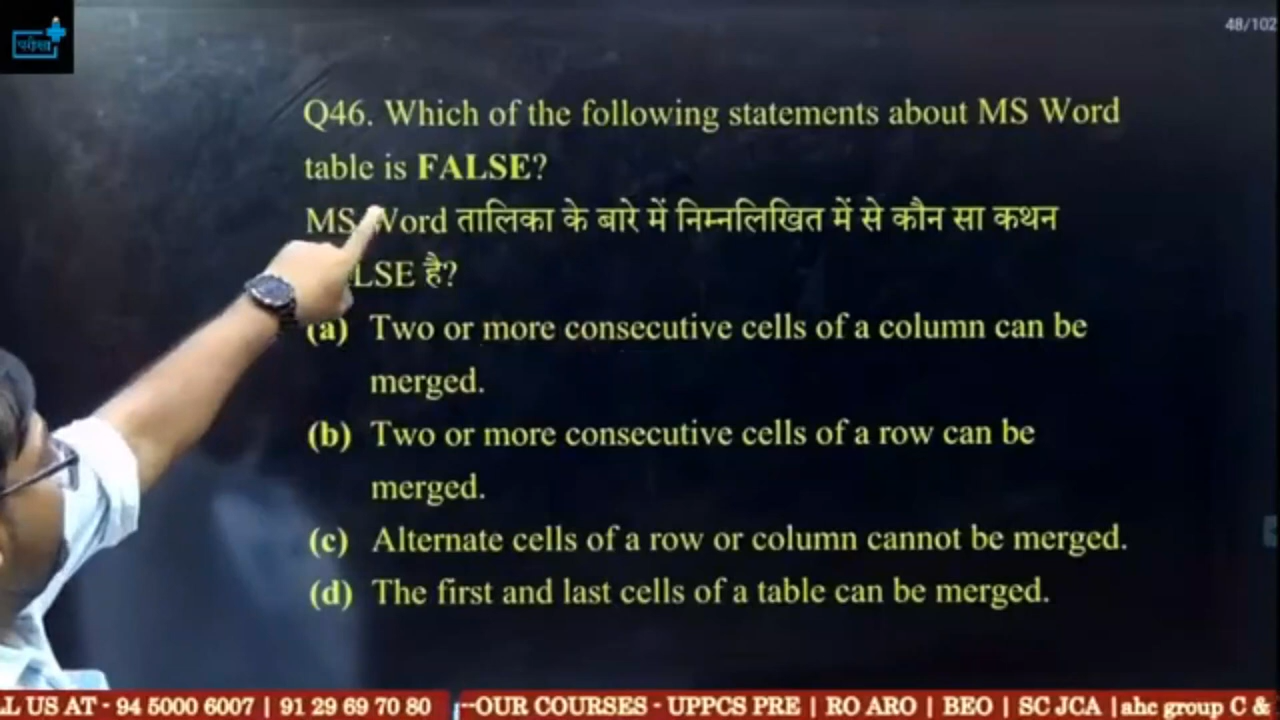 परीक्षा
48/102
Q46. Which of the following statements about MS Word
table is FALSE?
MS Word तालिका के बारे में निम्नलिखित में से कौन सा कथन
LSE है?
(a) Two or more consecutive cells of a column can be
merged.
(b) Two or more consecutive cells of a row can be
merged.
(c) Alternate cells of a row or column cannot be merged.
(d) The first and last cells of a table can be merged.
LL US AT - 94 5000 6007 | 91 29 69 70 80 --OUR COURSES - UPPCS PRE | RO ARO | BEO | SC JCA | ahc group C &